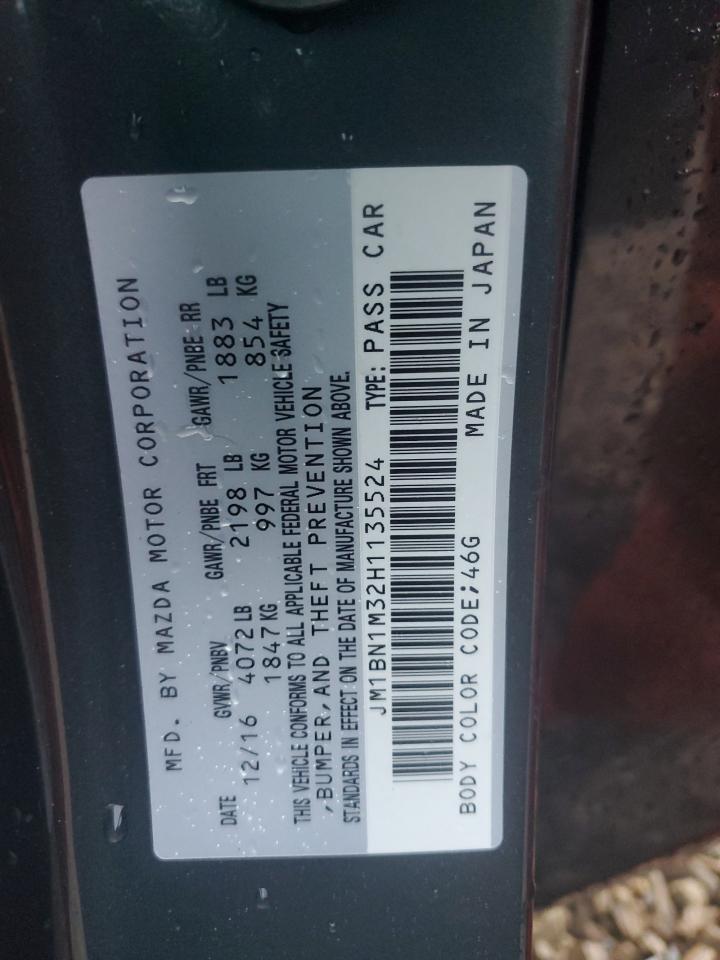 MFD. BY MAZDA MOTOR CORPORATION
DATE GVWR/PNBV GAWR/PNBE FRT GAWR/PNBE RR
12/16 4072 LB 2198 LB 1883 LB
1847 KG 997 KG 854 KG
THIS VEHICLE CONFORMS TO ALL APPLICABLE FEDERAL MOTOR VEHICLE SAFETY
,BUMPER,AND THEFT PREVENTION
STANDARDS IN EFFECT ON THE DATE OF MANUFACTURE SHOWN ABOVE.
JM1BN1M32H1135524 TYPE: PASS CAR
BODY COLOR CODE;46G MADE IN JAPAN